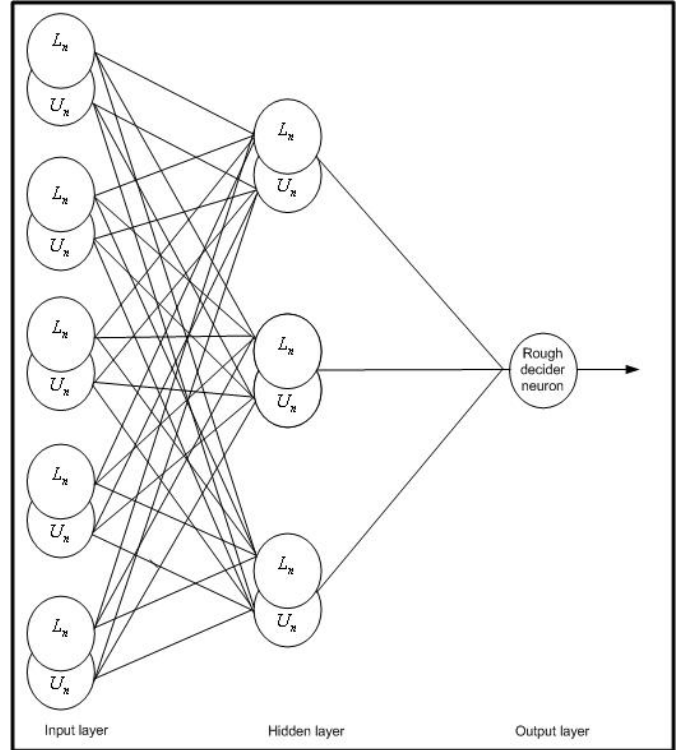 Lₙ
Uₙ
Lₙ
Uₙ
Lₙ
Uₙ
Lₙ
Uₙ
Lₙ
Uₙ
Lₙ
Uₙ
Lₙ
Uₙ
Lₙ
Uₙ
Rough
decider
neuron
Input layer
Hidden layer
Output layer